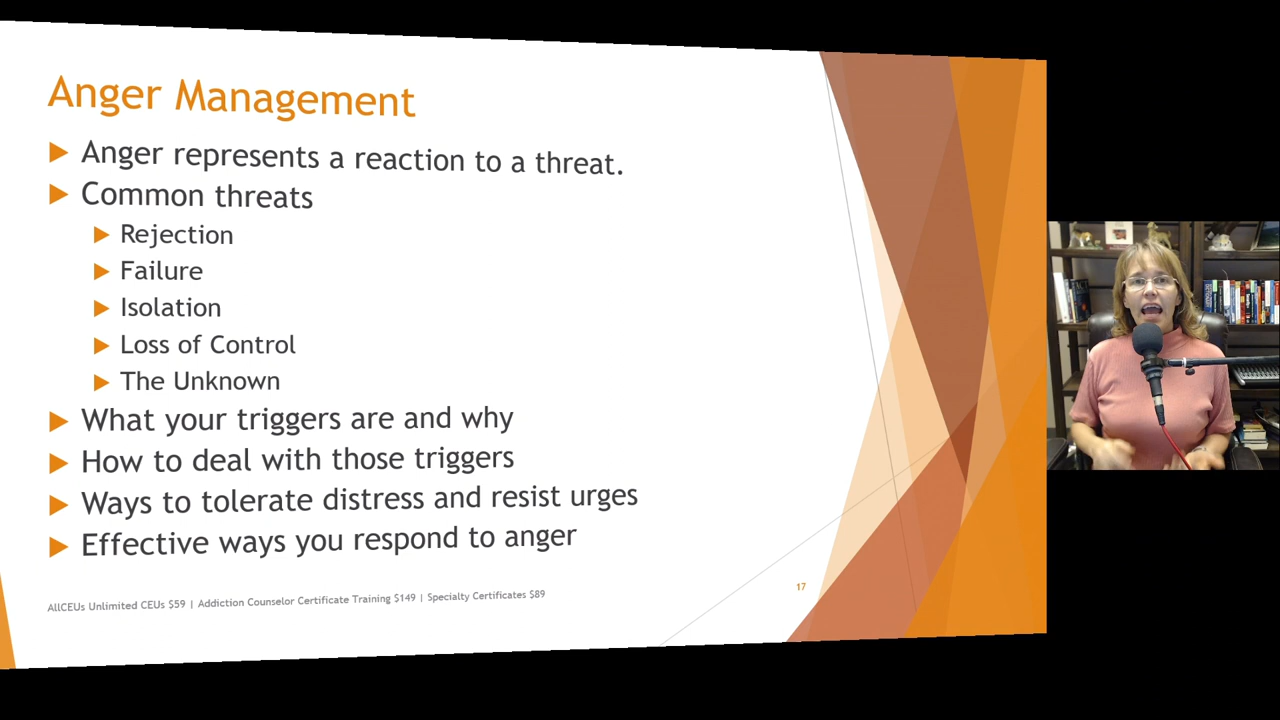 Anger Management
Anger represents a reaction to a threat.
Common threats
Rejection
Failure
Isolation
Loss of Control
The Unknown
What your triggers are and why
How to deal with those triggers
Ways to tolerate distress and resist urges
Effective ways you respond to anger
AllCEUs Unlimited CEUs $59 | Addiction Counselor Certificate Training $149 | Specialty Certificates $89
17